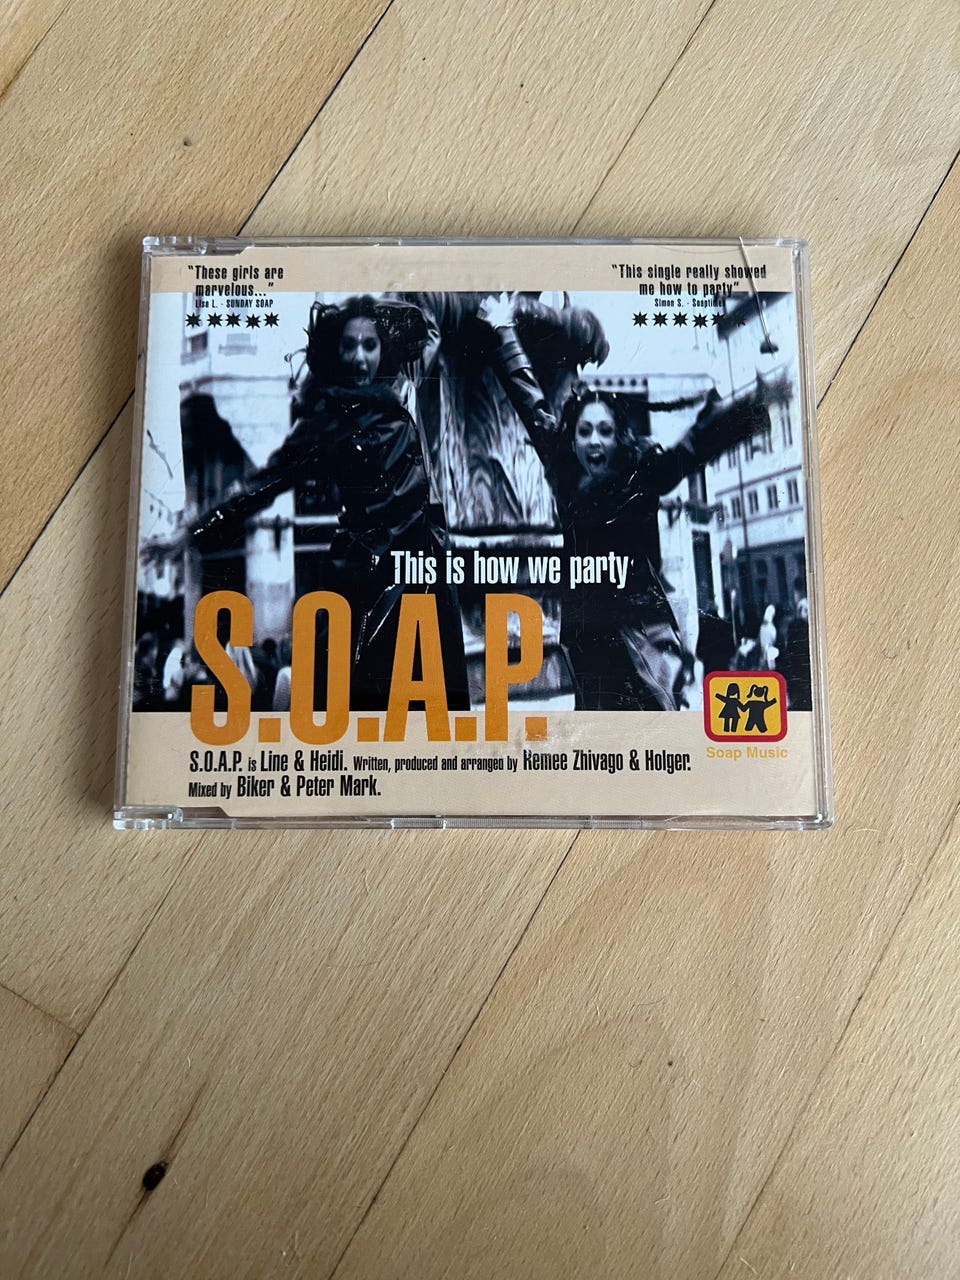 "These girls are
marvelous..."
Lisa L. - SUNDAY SOAP
"This single really showed
me how to party"
Simon S. -
This is how we party
S.O.A.P.
Soap Music
S.O.A.P. is Line & Heidi. Written, produced and arranged by Remee Zhivago & Holger.
Mixed by Biker & Peter Mark.